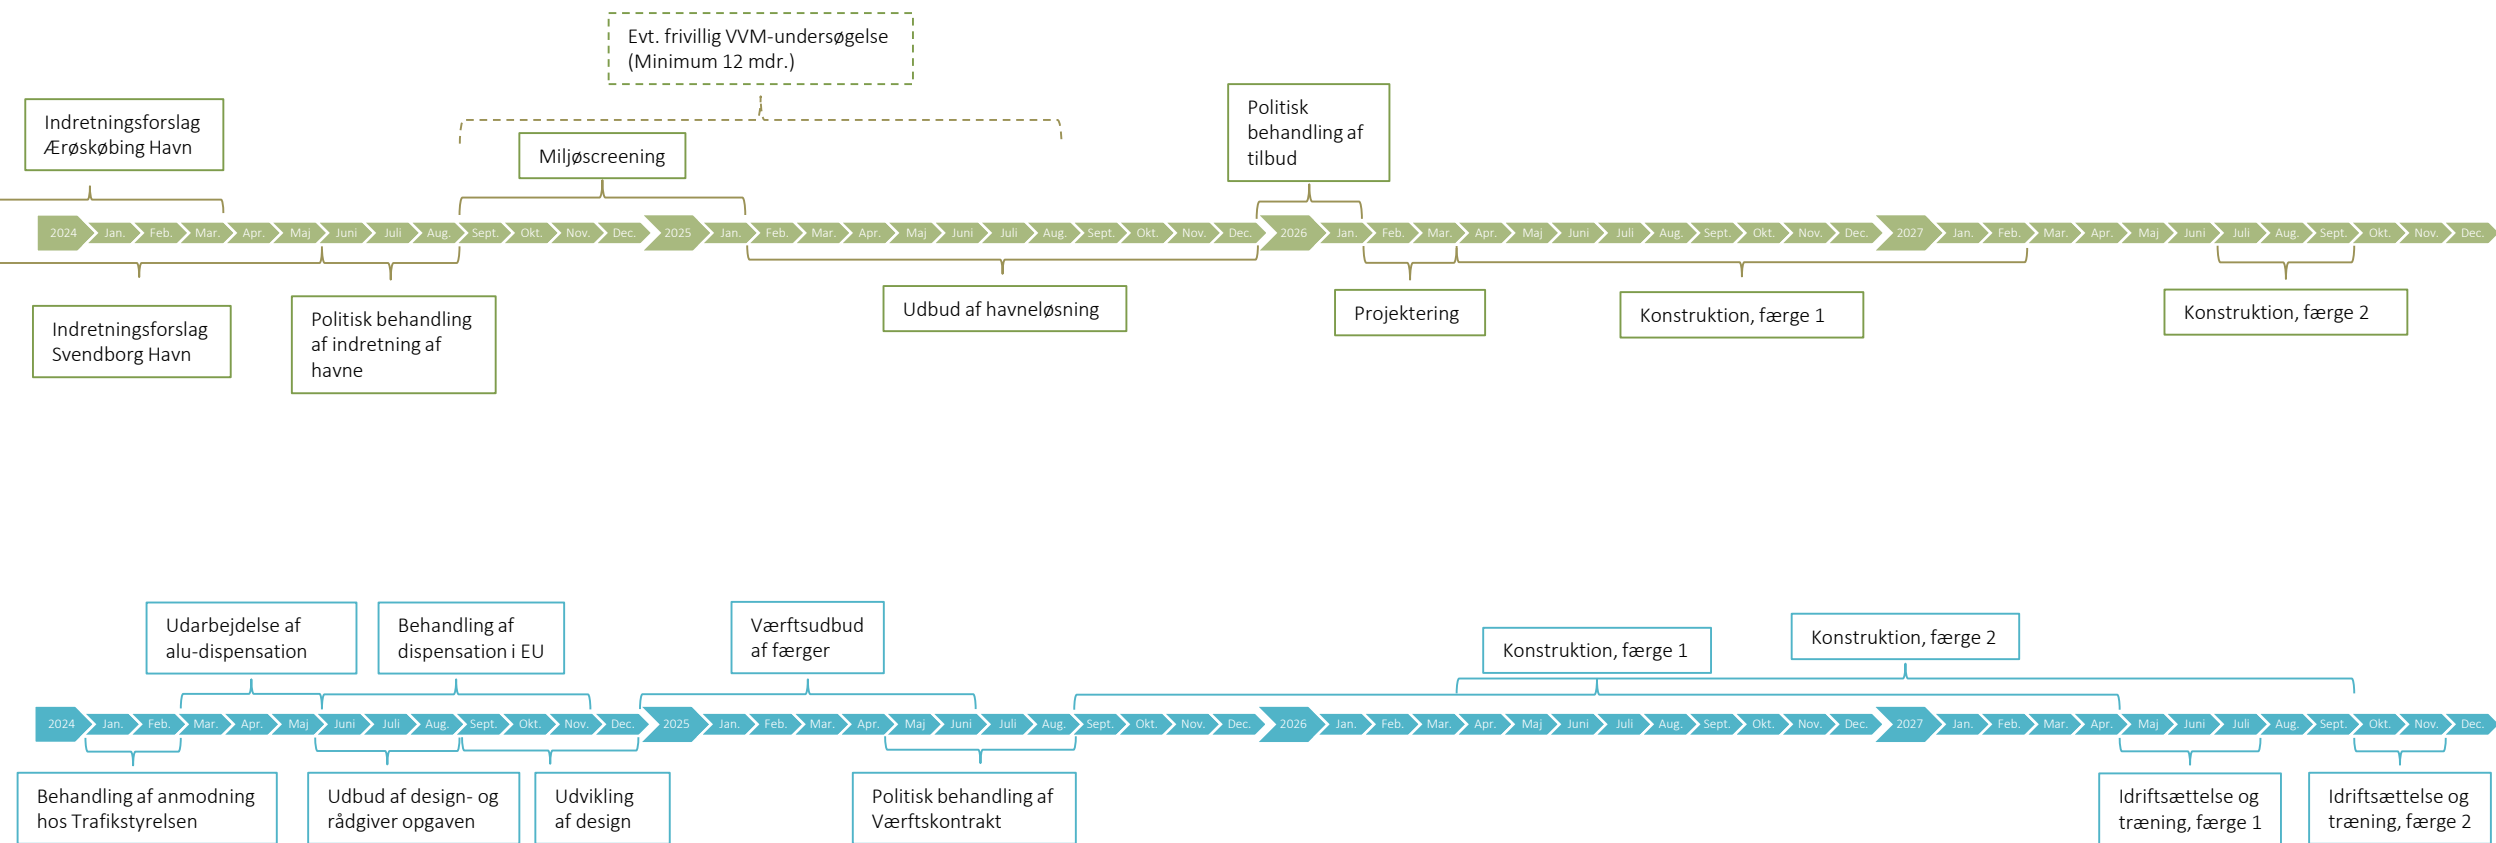 Evt. frivillig VVM-undersøgelse
(Minimum 12 mdr.)
Indretningsforslag
Ærøskøbing Havn
Miljøscreening
Politisk
behandling af
tilbud
2024 Jan. Feb. Mar. Apr. Maj Juni Juli Aug. Sept. Okt. Nov. Dec. 2025 Jan. Feb. Mar. Apr. Maj Juni Juli Aug. Sept. Okt. Nov. Dec. 2026 Jan. Feb. Mar. Apr. Maj Juni Juli Aug. Sept. Okt. Nov. Dec. 2027 Jan. Feb. Mar. Apr. Maj Juni Juli Aug. Sept. Okt. Nov. Dec.
Indretningsforslag
Svendborg Havn
Politisk behandling
af indretning af
havne
Udbud af havneløsning
Projektering
Konstruktion, færge 1
Konstruktion, færge 2
Udarbejdelse af
alu-dispensation
Behandling af
dispensation i EU
Værftsudbud
af færger
Konstruktion, færge 1
Konstruktion, færge 2
2024 Jan. Feb. Mar. Apr. Maj Juni Juli Aug. Sept. Okt. Nov. Dec. 2025 Jan. Feb. Mar. Apr. Maj Juni Juli Aug. Sept. Okt. Nov. Dec. 2026 Jan. Feb. Mar. Apr. Maj Juni Juli Aug. Sept. Okt. Nov. Dec. 2027 Jan. Feb. Mar. Apr. Maj Juni Juli Aug. Sept. Okt. Nov. Dec.
Behandling af anmodning
hos Trafikstyrelsen
Udbud af design- og
rådgiver opgaven
Udvikling
af design
Politisk behandling af
Værftskontrakt
Idriftsættelse og
træning, færge 1
Idriftsættelse og
træning, færge 2